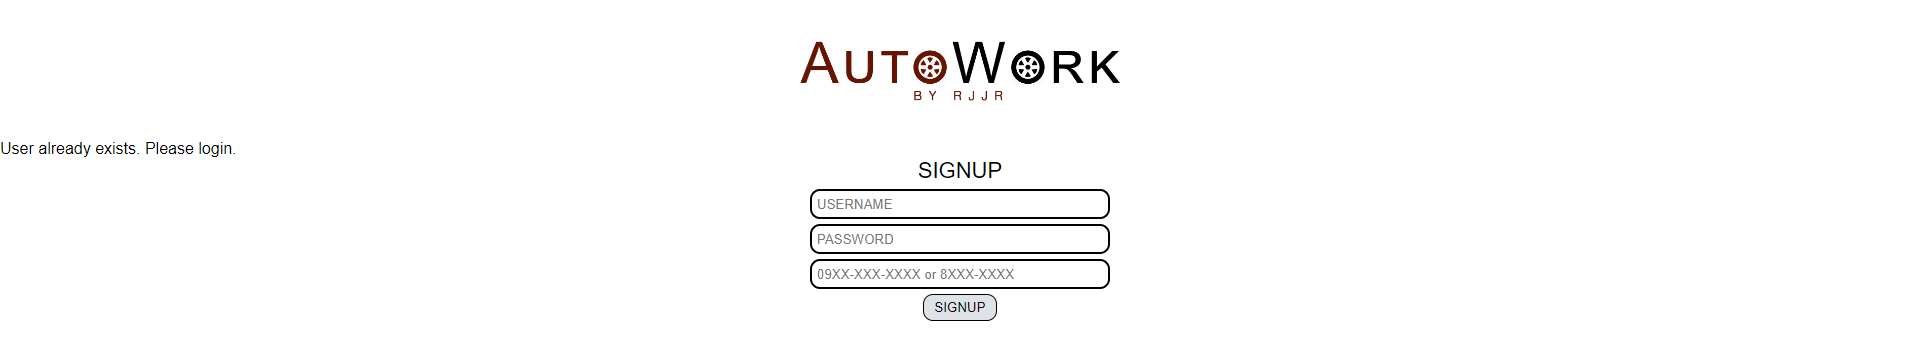 AUTOWORK
BY RJJR
User already exists. Please login.
SIGNUP
USERNAME
PASSWORD
09XX-XXX-XXXX or 8XXX-XXXX
SIGNUP